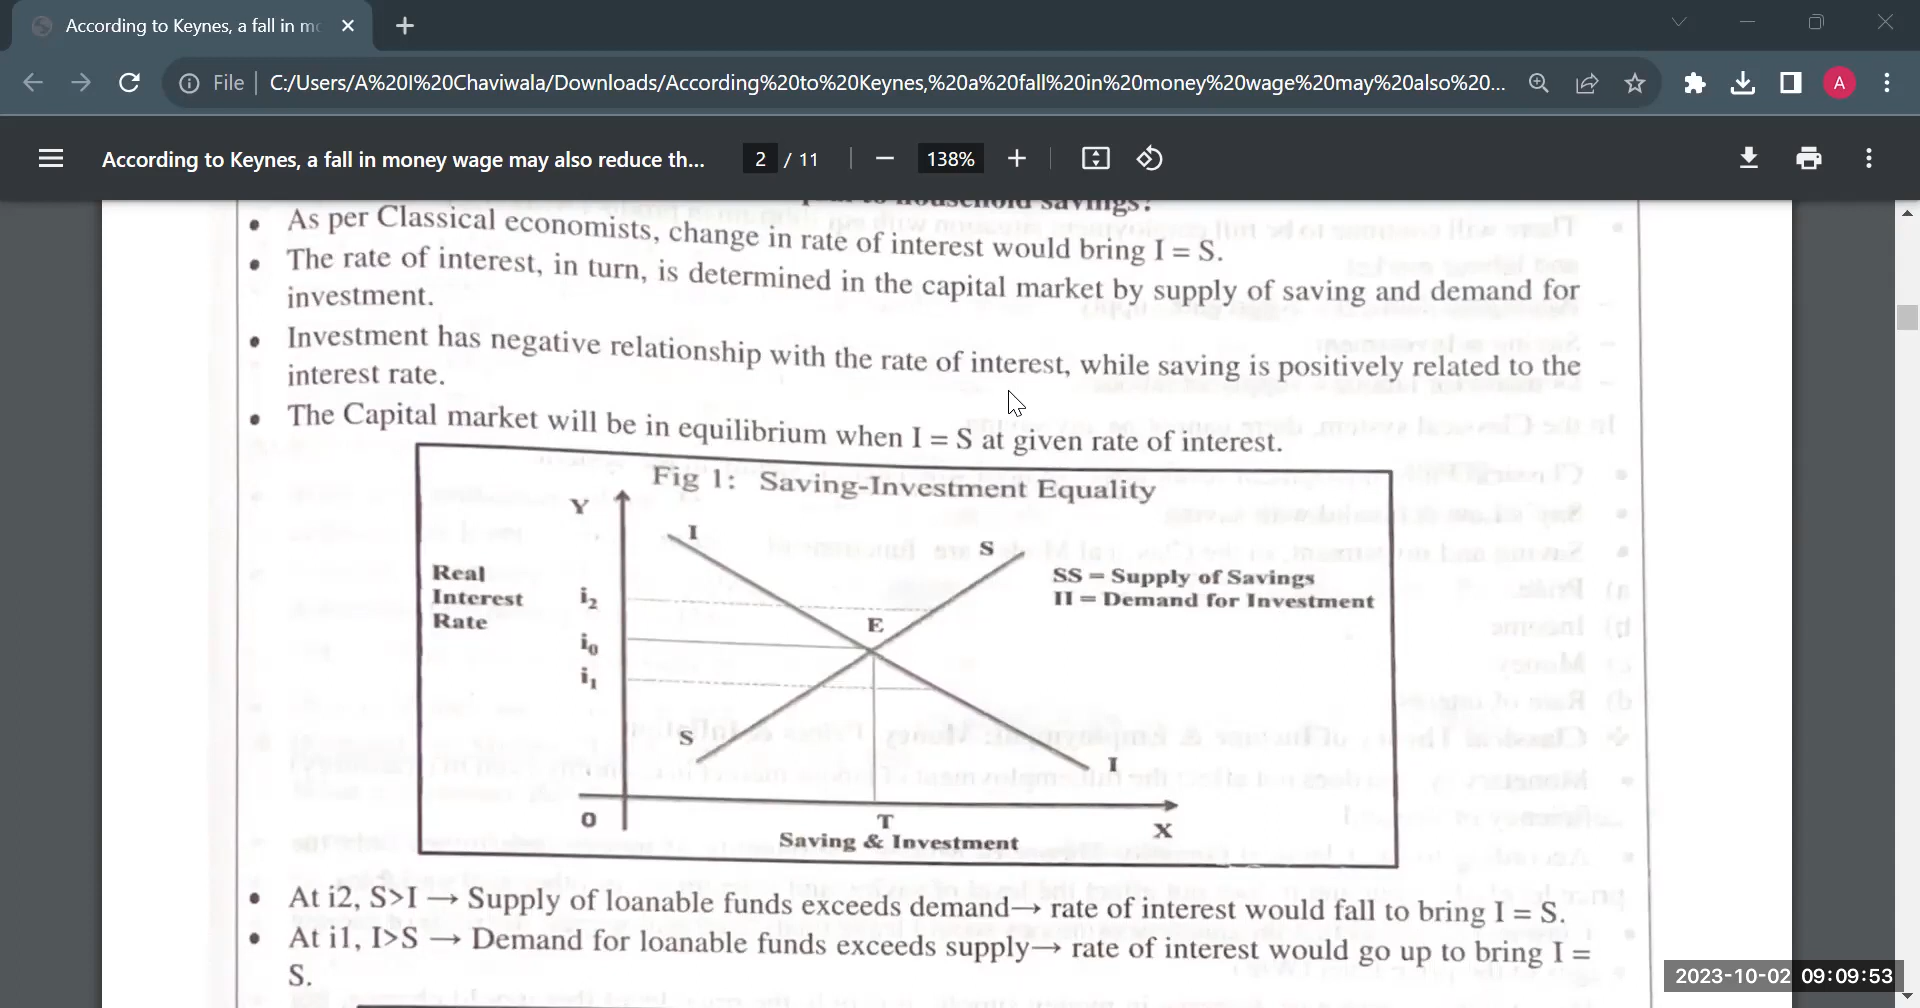 According to Keynes, a fall in mo
File
C:/Users/A%20I%20Chaviwala/Downloads/According%20to%20Keynes,%20a%20fall%20in%20money%20wage%20may%20also%20...
A
According to Keynes, a fall in money wage may also reduce th...
2 / 11
138%
household savings?
• As per Classical economists, change in rate of interest would bring I = S.
• The rate of interest, in turn, is determined in the capital market by supply of saving and demand for
investment.
• Investment has negative relationship with the rate of interest, while saving is positively related to the
interest rate.
• The Capital market will be in equilibrium when I = S at given rate of interest.
Fig 1: Saving-Investment Equality
Y
I
S
Real
Interest
Rate
SS = Supply of Savings
II = Demand for Investment
i₂
E
i₀
i₁
S
I
O
T
X
Saving & Investment
• At i2, S>I → Supply of loanable funds exceeds demand→ rate of interest would fall to bring I = S.
• At i1, I>S → Demand for loanable funds exceeds supply→ rate of interest would go up to bring I =
S.
2023-10-02 09:09:53